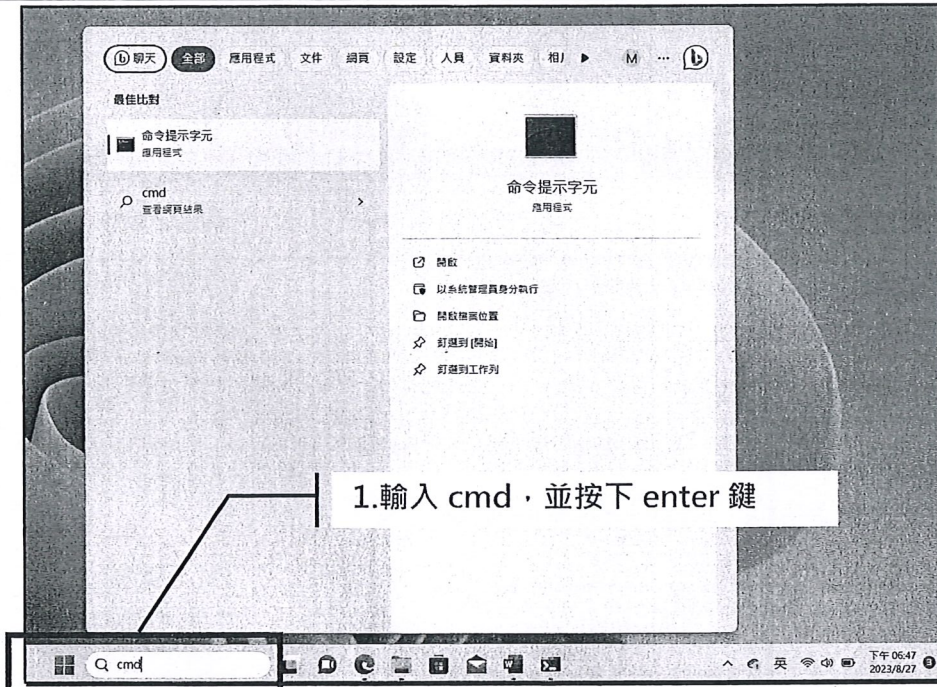 聊天 全部 應用程式 文件 網頁 設定 人員 資料夾 相片 M ...
最佳比對
命令提示字元
應用程式
cmd
查看網頁結果
命令提示字元
應用程式
開啟
以系統管理員身分執行
開啟檔案位置
釘選到 [開始]
釘選到工作列
1.輸入 cmd，並按下 enter 鍵
cmd
英
下午 06:47
2023/8/27